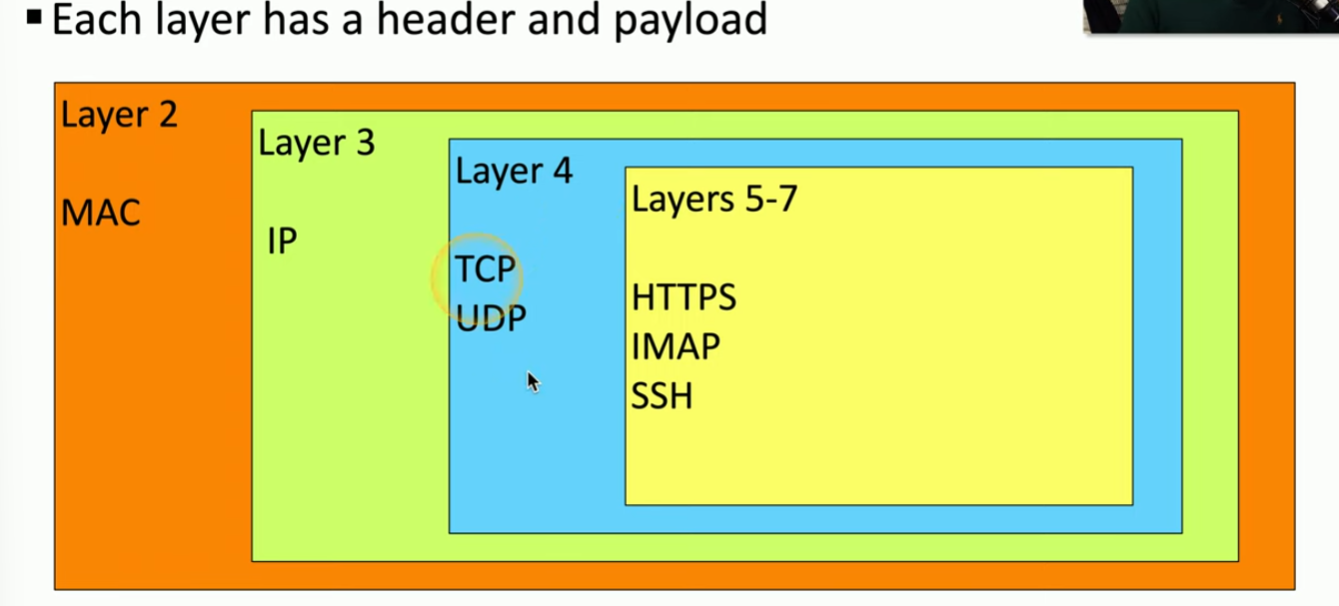 ▪ Each layer has a header and payload
Layer 2
MAC
Layer 3
IP
Layer 4
TCP
UDP
Layers 5-7
HTTPS
IMAP
SSH